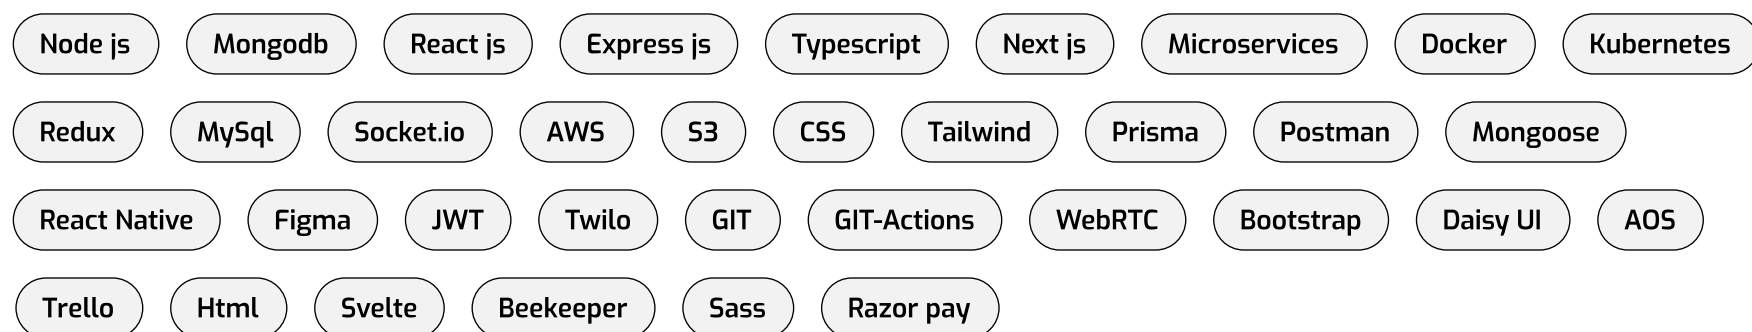 Node js Mongodb React js Express js Typescript Next js Microservices Docker Kubernetes
Redux MySql Socket.io AWS S3 CSS Tailwind Prisma Postman Mongoose
React Native Figma JWT Twilo GIT GIT-Actions WebRTC Bootstrap Daisy UI AOS
Trello Html Svelte Beekeeper Sass Razor pay